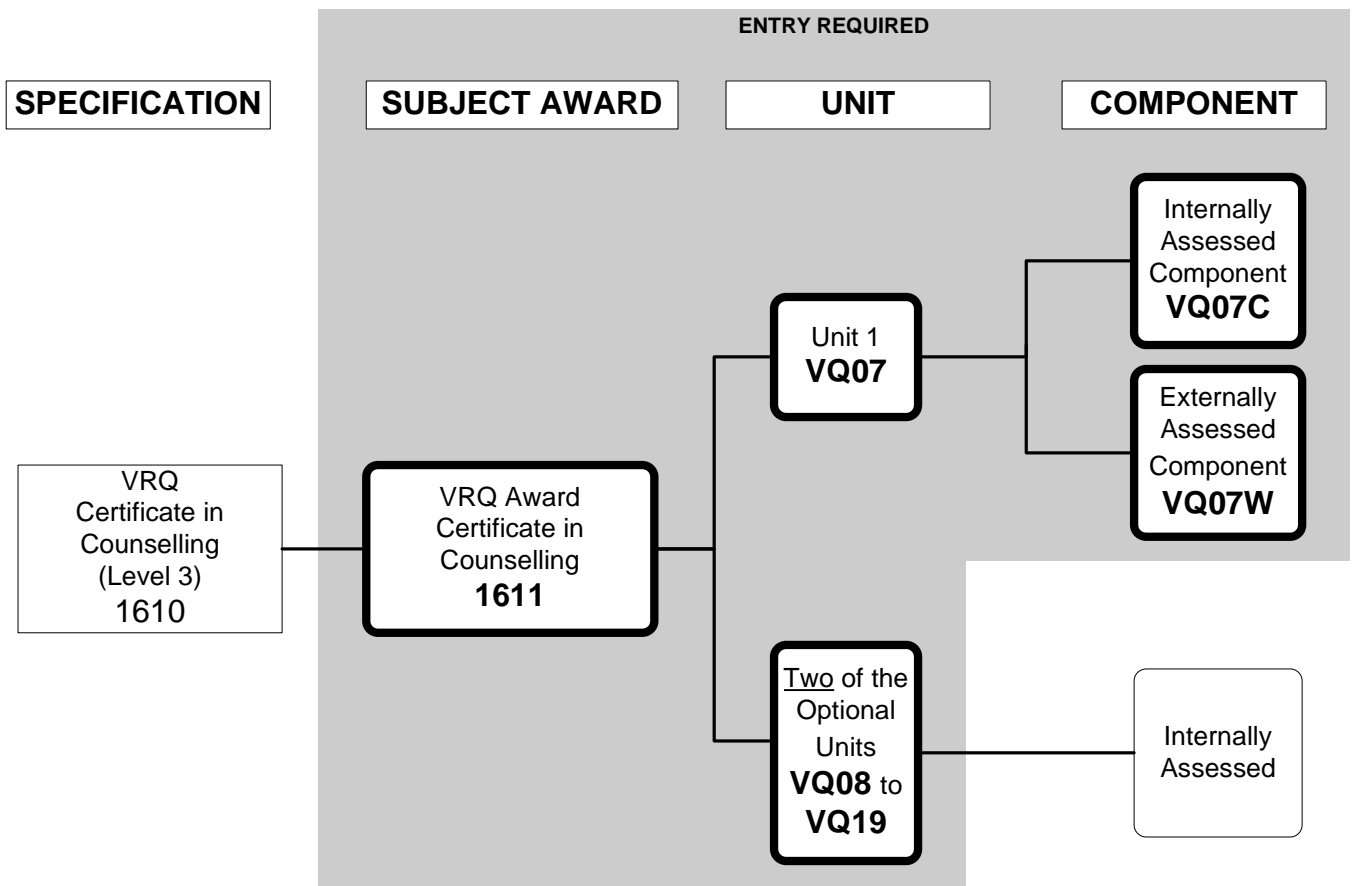 ENTRY REQUIRED
SPECIFICATION
SUBJECT AWARD
UNIT
COMPONENT
Internally
Assessed
Component
VQ07C
Unit 1
VQ07
Externally
Assessed
Component
VQ07W
VRQ
Certificate in
Counselling
(Level 3)
1610
VRQ Award
Certificate in
Counselling
1611
Two of the
Optional
Units
VQ08 to
VQ19
Internally
Assessed